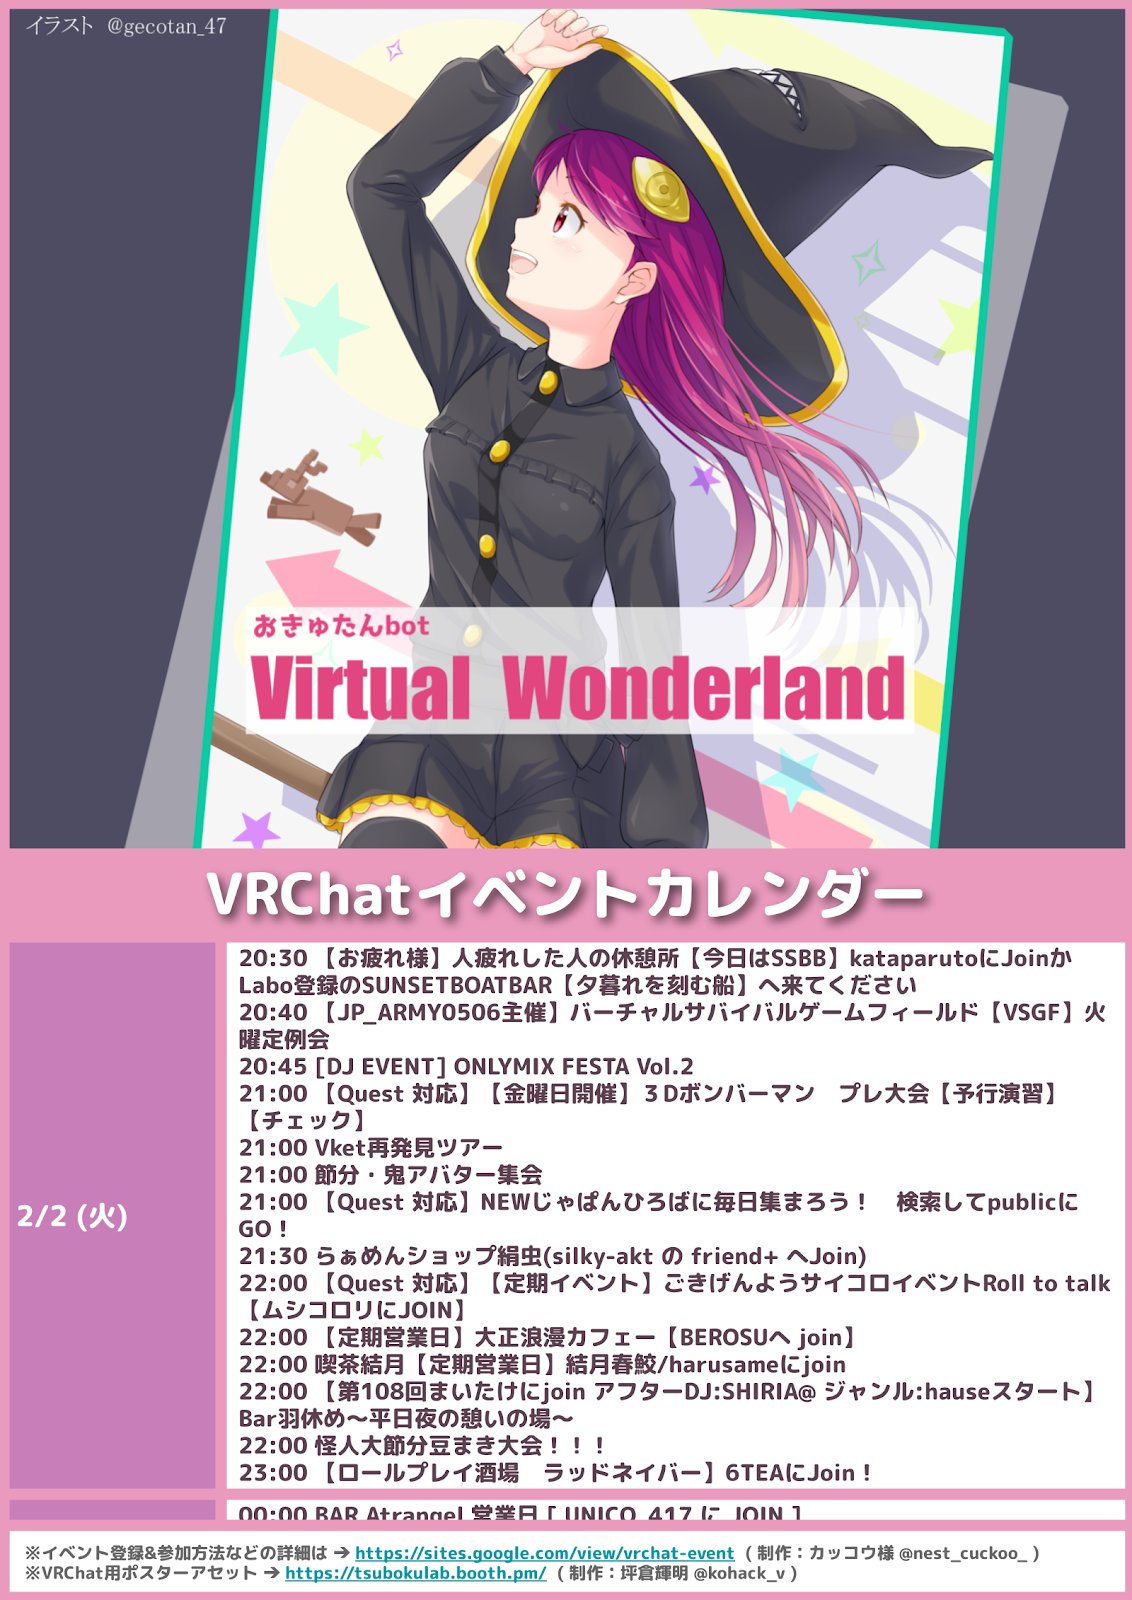 イラスト @gecotan_47
おきゅたんbot
Virtual Wonderland
VRChatイベントカレンダー
2/2 (火)
20:30 【お疲れ様】人疲れした人の休憩所【今日はSSBB】kataparutoにJoinか
Labo登録のSUNSETBOATBAR【夕暮れを刻む船】へ来てください
20:40 【JP_ARMY0506主催】バーチャルサバイバルゲームフィールド【VSGF】火
曜定例会
20:45 [DJ EVENT] ONLYMIX FESTA Vol.2
21:00 【Quest 対応】【金曜日開催】３Dボンバーマン　プレ大会【予行演習】
【チェック】
21:00 Vket再発見ツアー
21:00 節分・鬼アバター集会
21:00 【Quest 対応】NEWじゃぱんひろばに毎日集まろう！　検索してpublicに
GO！
21:30 らぁめんショップ絹虫(silky-akt の friend+ へJoin)
22:00 【Quest 対応】【定期イベント】ごきげんようサイコロイベントRoll to talk
【ムシコロリにJOIN】
22:00 【定期営業日】大正浪漫カフェー【BEROSUへ join】
22:00 喫茶結月【定期営業日】結月春鮫/harusameにjoin
22:00 【第108回まいたけにjoin アフターDJ:SHIRIA@ ジャンル:hauseスタート】
Bar羽休め～平日夜の憩いの場～
22:00 怪人大節分豆まき大会！！！
23:00 【ロールプレイ酒場　ラッドネイバー】6TEAにJoin！
00:00 BAR Atrangel 営業日 [ UNICO_417 に JOIN ]
※イベント登録&参加方法などの詳細は ➔ https://sites.google.com/view/vrchat-event ( 制作：カッコウ様 @nest_cuckoo_ )
※VRChat用ポスターアセット ➔ https://tsubokulab.booth.pm/ ( 制作：坪倉輝明 @kohack_v )